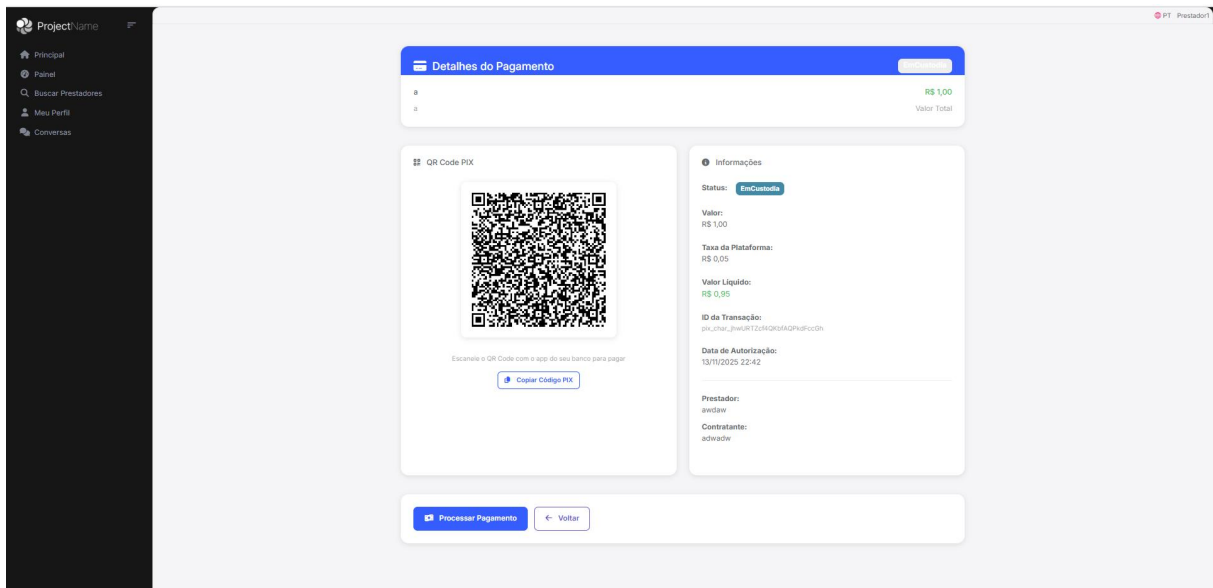 ProjectName
PT Prestador1
Principal
Painel
Buscar Prestadores
Meu Perfil
Conversas
Detalhes do Pagamento
EmCustodia
a
R$ 1,00
a
Valor Total
QR Code PIX
Escaneie o QR Code com o app do seu banco para pagar
Copiar Código PIX
Informações
Status: EmCustodia
Valor:
R$ 1,00
Taxa da Plataforma:
R$ 0,05
Valor Líquido:
R$ 0,95
ID da Transação:
Data de Autorização:
13/11/2025 22:42
Prestador:
awdaw
Contratante:
adwadw
Processar Pagamento
Voltar